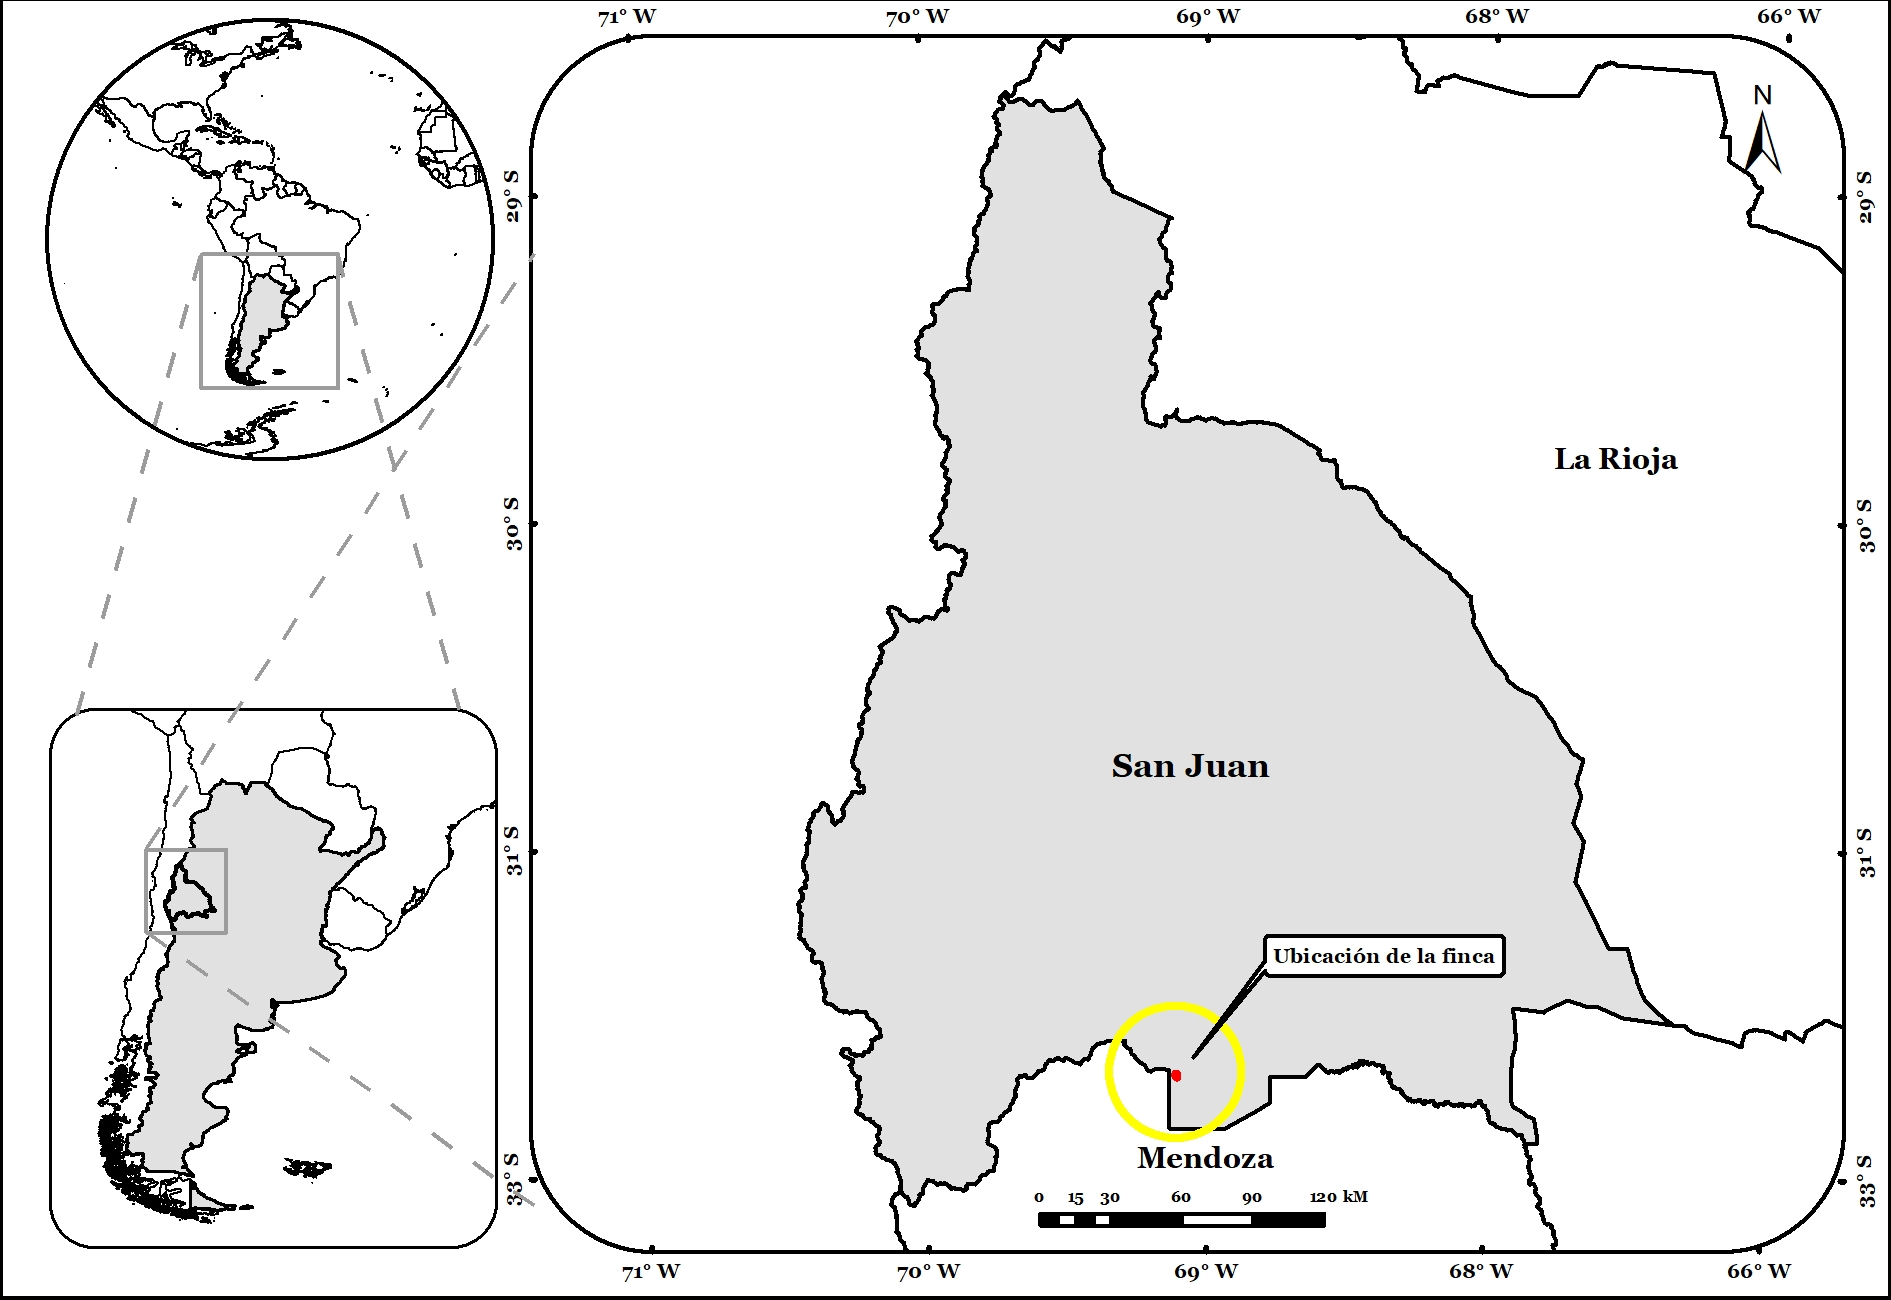 71° W 70° W 69° W 68° W 66° W
N
29° S 29° S
La Rioja
30° S 30° S
San Juan
31° S 31° S
Ubicación de la finca
Mendoza
33° S 33° S
0 15 30 60 90 120 kM
71° W 70° W 69° W 68° W 66° W